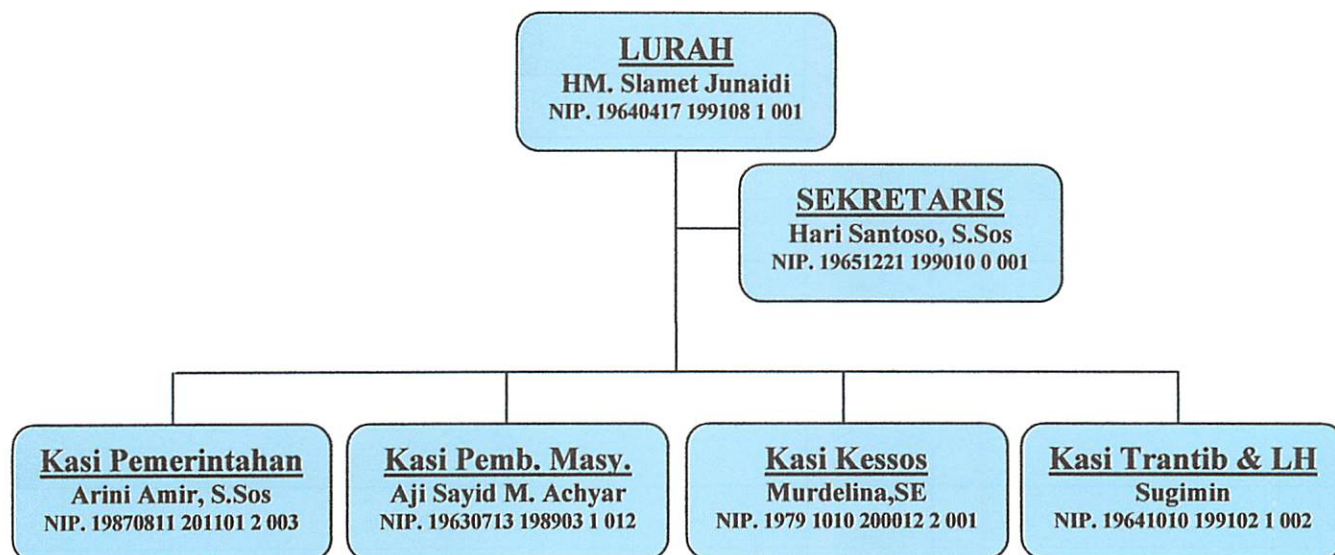 LURAH
HM. Slamet Junaidi
NIP. 19640417 199108 1 001
SEKRETARIS
Hari Santoso, S.Sos
NIP. 19651221 199010 0 001
Kasi Pemerintahan
Arini Amir, S.Sos
NIP. 19870811 201101 2 003
Kasi Pemb. Masy.
Aji Sayid M. Achyar
NIP. 19630713 198903 1 012
Kasi Kessos
Murdelina,SE
NIP. 1979 1010 200012 2 001
Kasi Trantib & LH
Sugimin
NIP. 19641010 199102 1 002